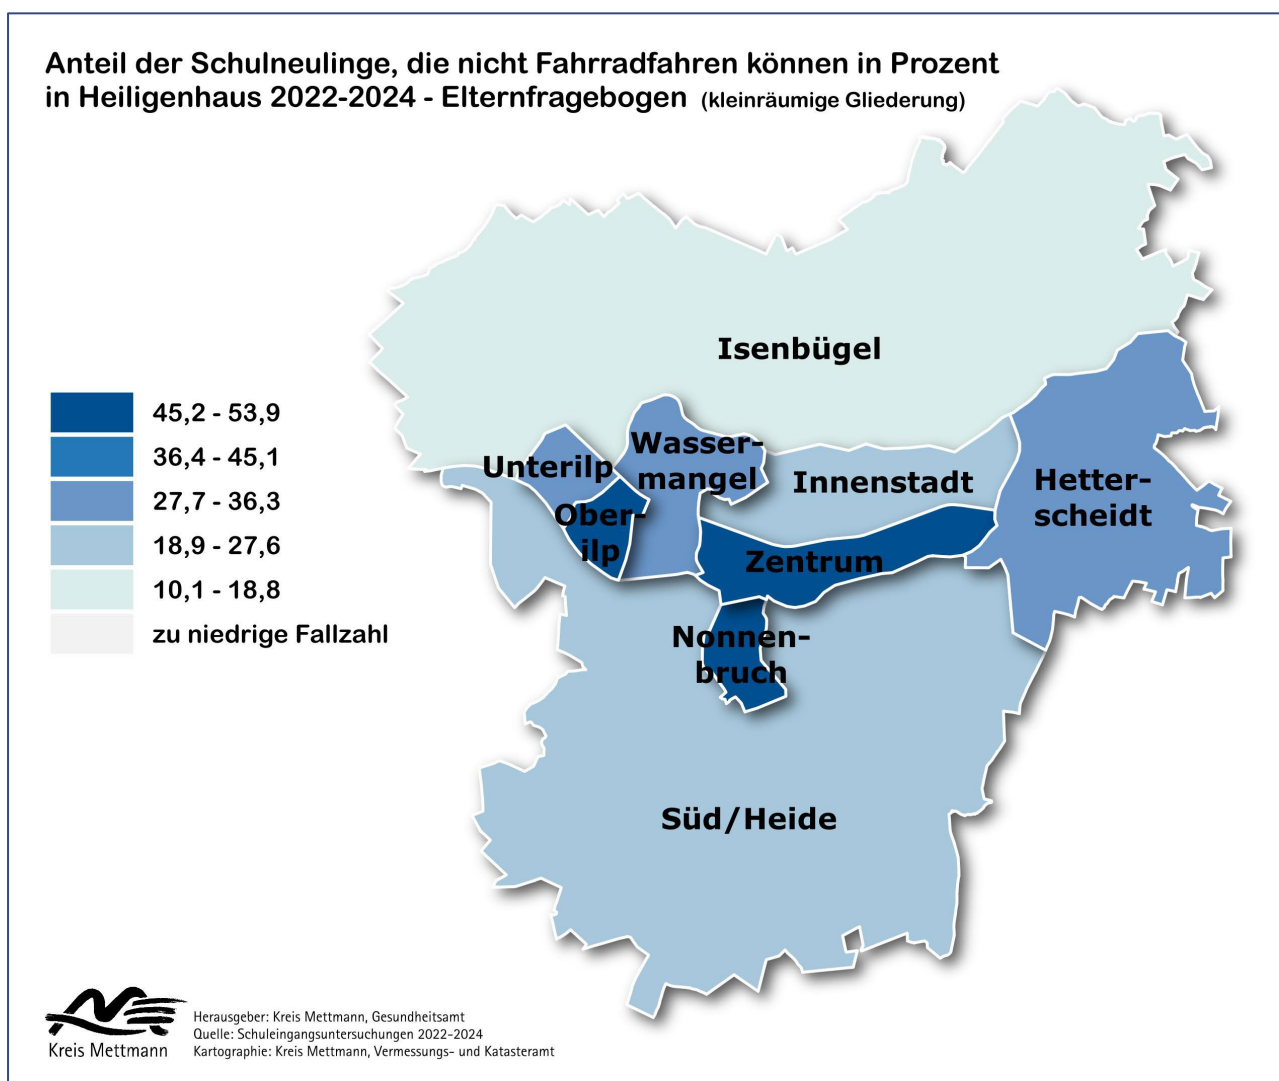 Anteil der Schulneulinge, die nicht Fahrradfahren können in Prozent
in Heiligenhaus 2022-2024 - Elternfragebogen (kleinräumige Gliederung)
Isenbügel
45,2 - 53,9
36,4 - 45,1
27,7 - 36,3
18,9 - 27,6
10,1 - 18,8
zu niedrige Fallzahl
Unterilp
Wasser-
mangel
Innenstadt
Hetter-
scheidt
Ober-
ilp
Zentrum
Nonnen-
bruch
Süd/Heide
Kreis Mettmann
Herausgeber: Kreis Mettmann, Gesundheitsamt
Quelle: Schuleingangsuntersuchungen 2022-2024
Kartographie: Kreis Mettmann, Vermessungs- und Katasteramt